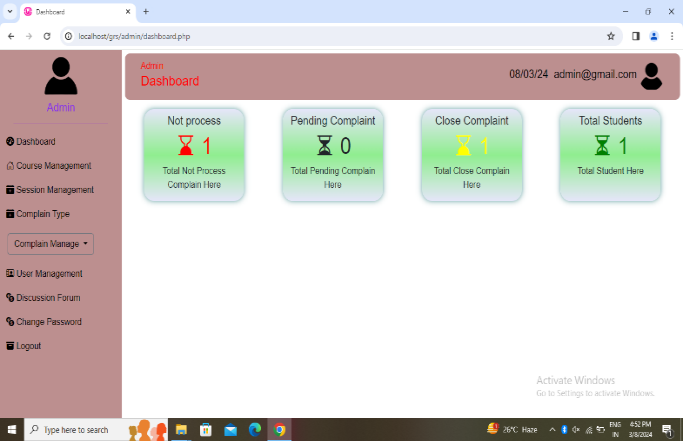 Dashboard
localhost/grs/admin/dashboard.php
Admin
Dashboard
08/03/24 admin@gmail.com
Admin
Dashboard
Course Management
Session Management
Complain Type
Complain Manage
User Management
Discussion Forum
Change Password
Logout
Not process
1
Total Not Process
Complain Here
Pending Complaint
0
Total Pending Complain
Here
Close Complaint
1
Total Close Complain
Here
Total Students
1
Total Student Here
Activate Windows
Go to Settings to activate Windows.
Type here to search
26°C Haze
ENG
IN
4:52 PM
3/8/2024
1